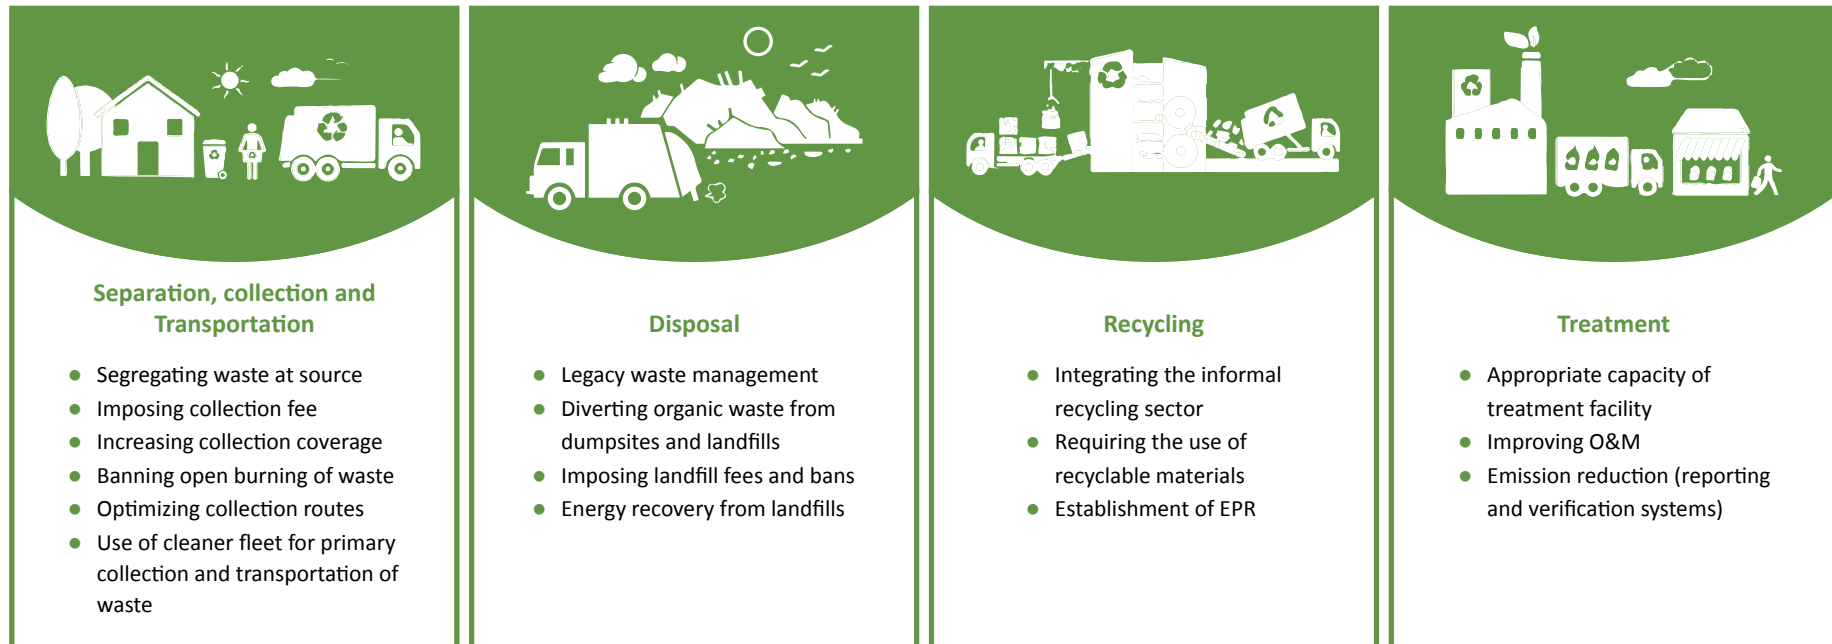 Separation, collection and
Transportation
● Segregating waste at source
● Imposing collection fee
● Increasing collection coverage
● Banning open burning of waste
● Optimizing collection routes
● Use of cleaner fleet for primary
collection and transportation of
waste
Disposal
● Legacy waste management
● Diverting organic waste from
dumpsites and landfills
● Imposing landfill fees and bans
● Energy recovery from landfills
Recycling
● Integrating the informal
recycling sector
● Requiring the use of
recyclable materials
● Establishment of EPR
Treatment
● Appropriate capacity of
treatment facility
● Improving O&M
● Emission reduction (reporting
and verification systems)